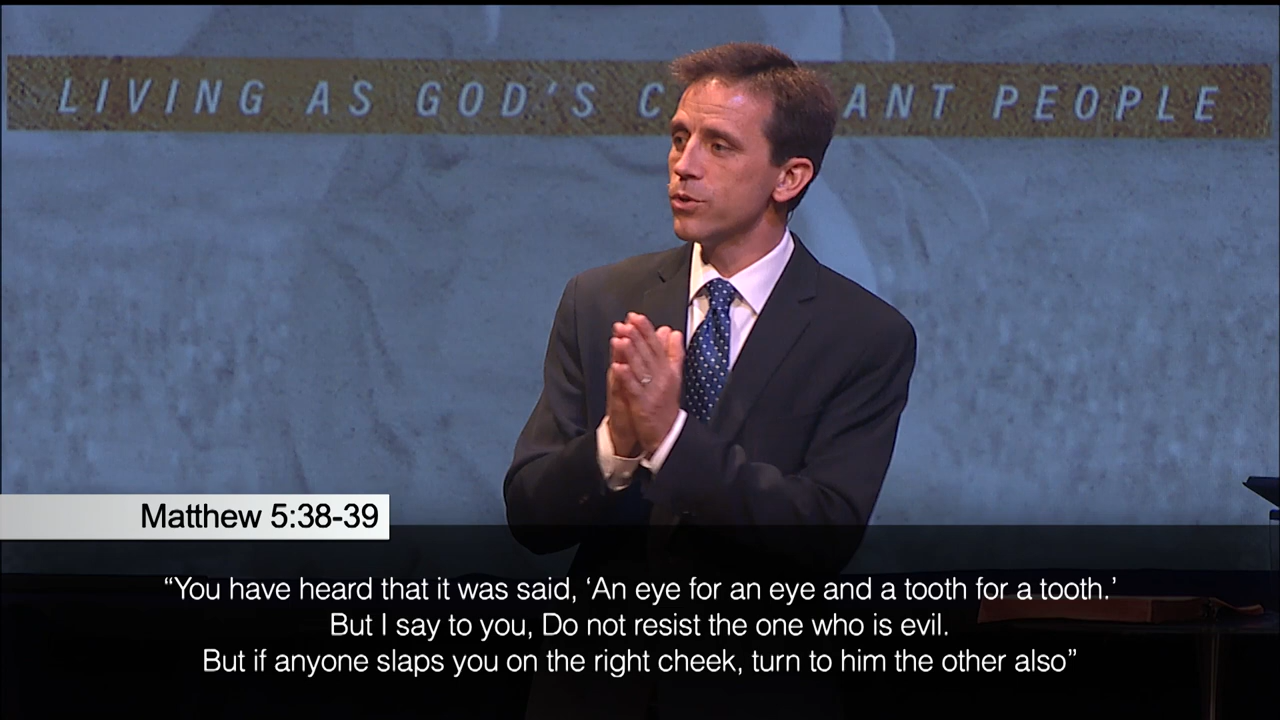 LIVING AS GOD'S C ANT PEOPLE
Matthew 5:38-39
“You have heard that it was said, ‘An eye for an eye and a tooth for a tooth.’
But I say to you, Do not resist the one who is evil.
But if anyone slaps you on the right cheek, turn to him the other also”